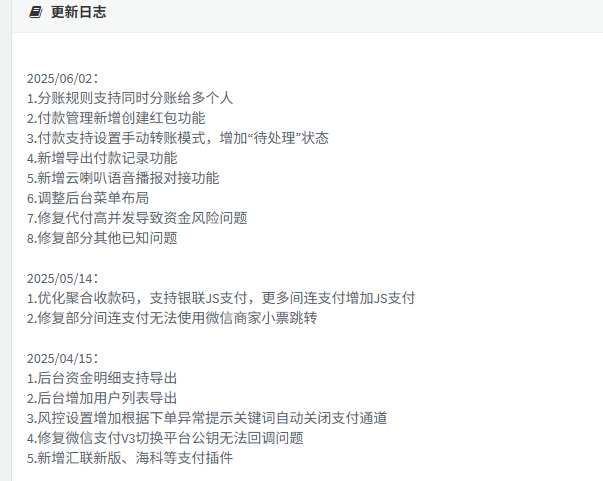 更新日志
2025/06/02：
1.分账规则支持同时分账给多个人
2.付款管理新增创建红包功能
3.付款支持设置手动转账模式，增加“待处理”状态
4.新增导出付款记录功能
5.新增云喇叭语音播报对接功能
6.调整后台菜单布局
7.修复代付高并发导致资金风险问题
8.修复部分其他已知问题
2025/05/14：
1.优化聚合收款码，支持银联JS支付，更多间连支付增加JS支付
2.修复部分间连支付无法使用微信商家小票跳转
2025/04/15：
1.后台资金明细支持导出
2.后台增加用户列表导出
3.风控设置增加根据下单异常提示关键词自动关闭支付通道
4.修复微信支付V3切换平台公钥无法回调问题
5.新增汇联新版、海科等支付插件